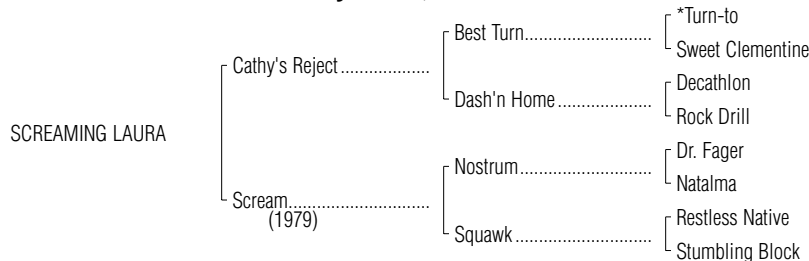 *Turn-to
Best Turn
Sweet Clementine
Cathy's Reject
Decathlon
Dash'n Home
Rock Drill
SCREAMING LAURA
Dr. Fager
Nostrum
Natalma
Scream
(1979)
Restless Native
Squawk
Stumbling Block